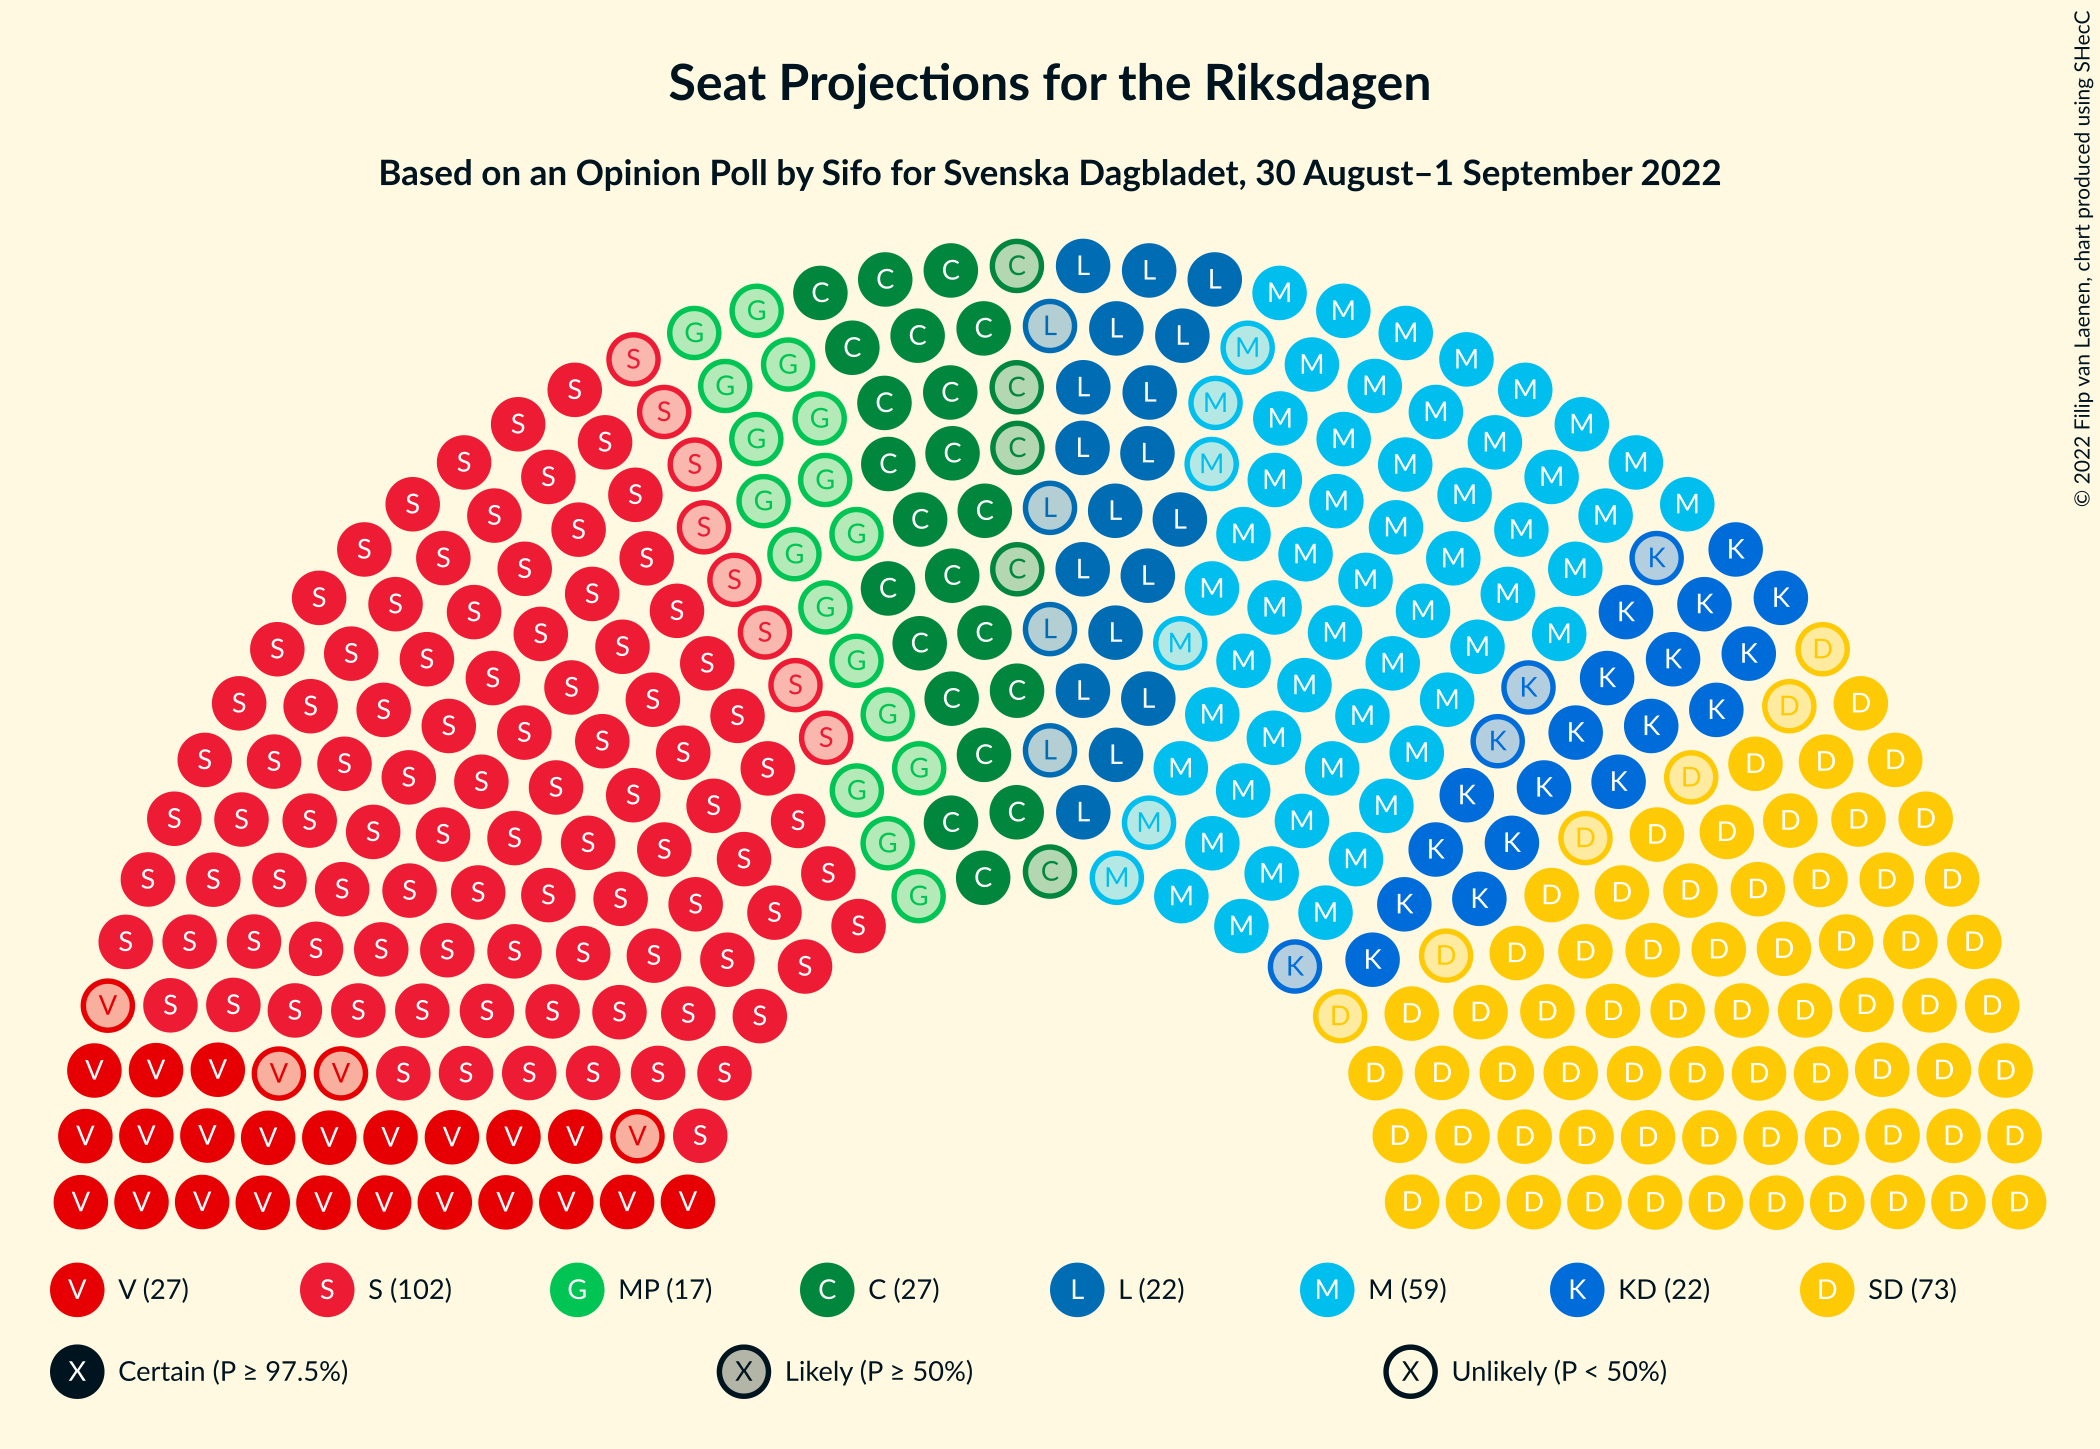 Seat Projections for the Riksdagen
Based on an Opinion Poll by Sifo for Svenska Dagbladet, 30 August–1 September 2022
© 2022 Filip van Laenen, chart produced using SHecC
V V (27) S S (102) G MP (17) C C (27) L L (22) M M (59) K KD (22) D SD (73)
X Certain (P ≥ 97.5%) X Likely (P ≥ 50%) X Unlikely (P < 50%)